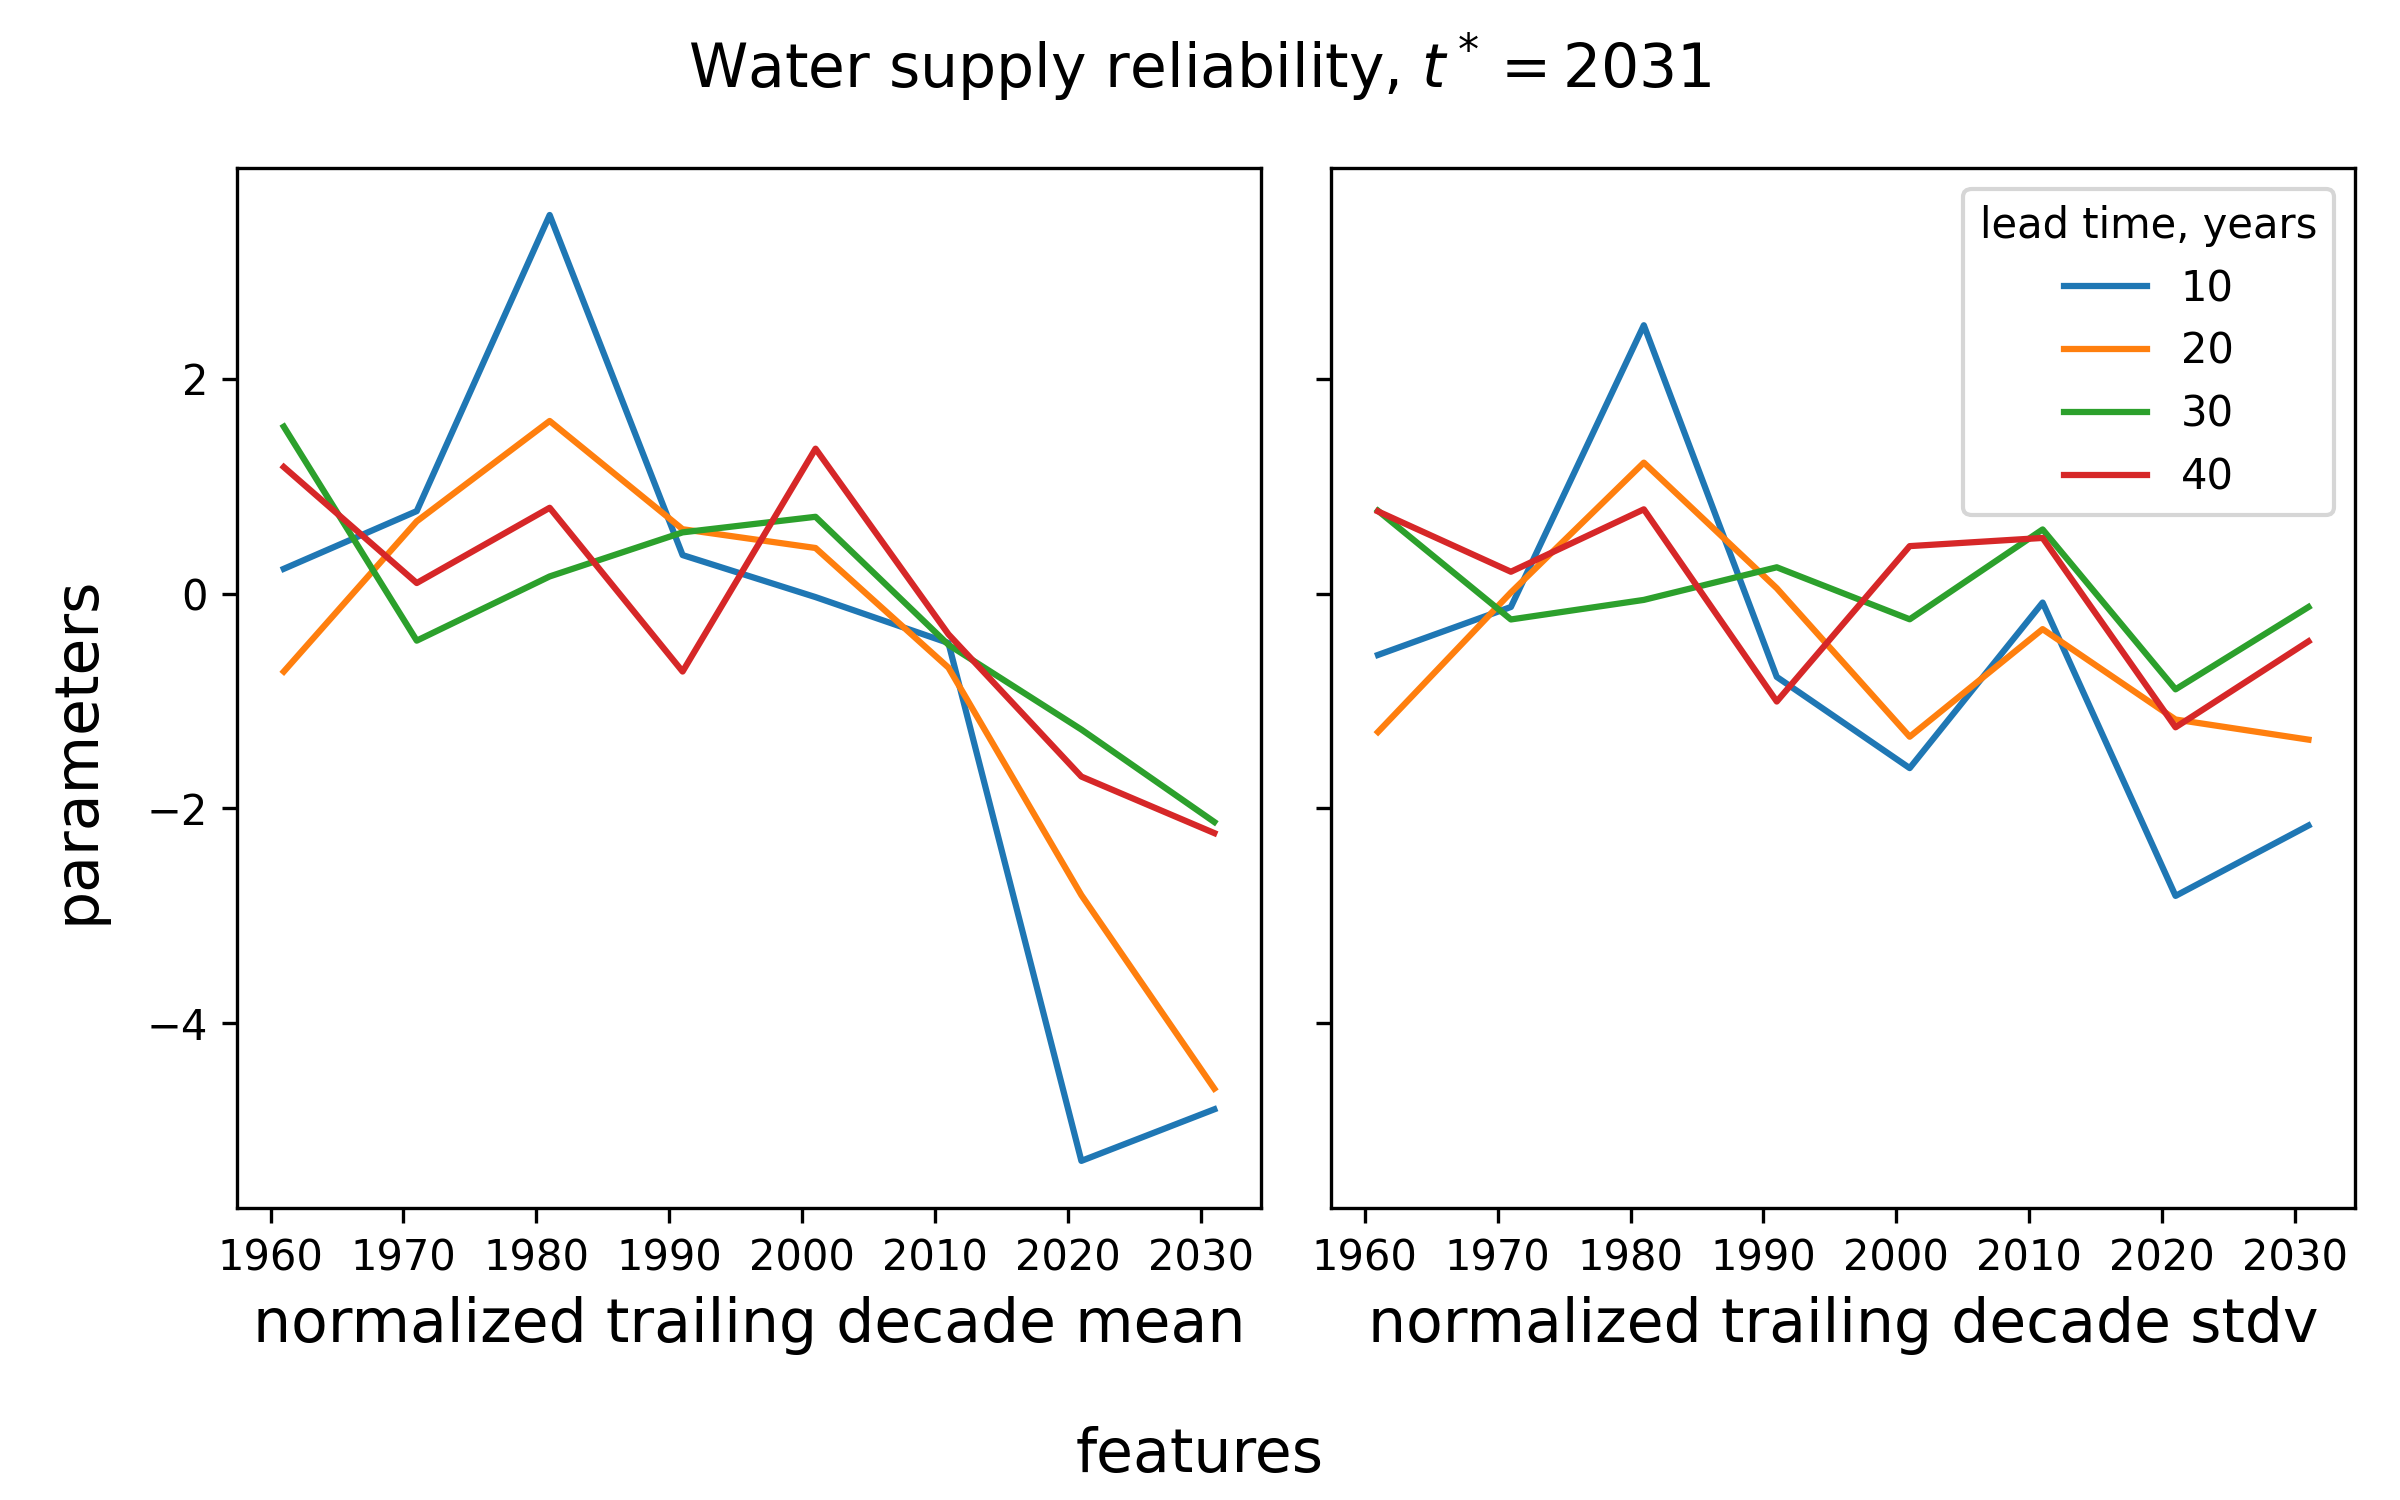 Water supply reliability, t* = 2031
lead time, years
10
20
30
40
parameters
2
0
−2
−4
1960 1970 1980 1990 2000 2010 2020 2030
1960 1970 1980 1990 2000 2010 2020 2030
normalized trailing decade mean
normalized trailing decade stdv
features